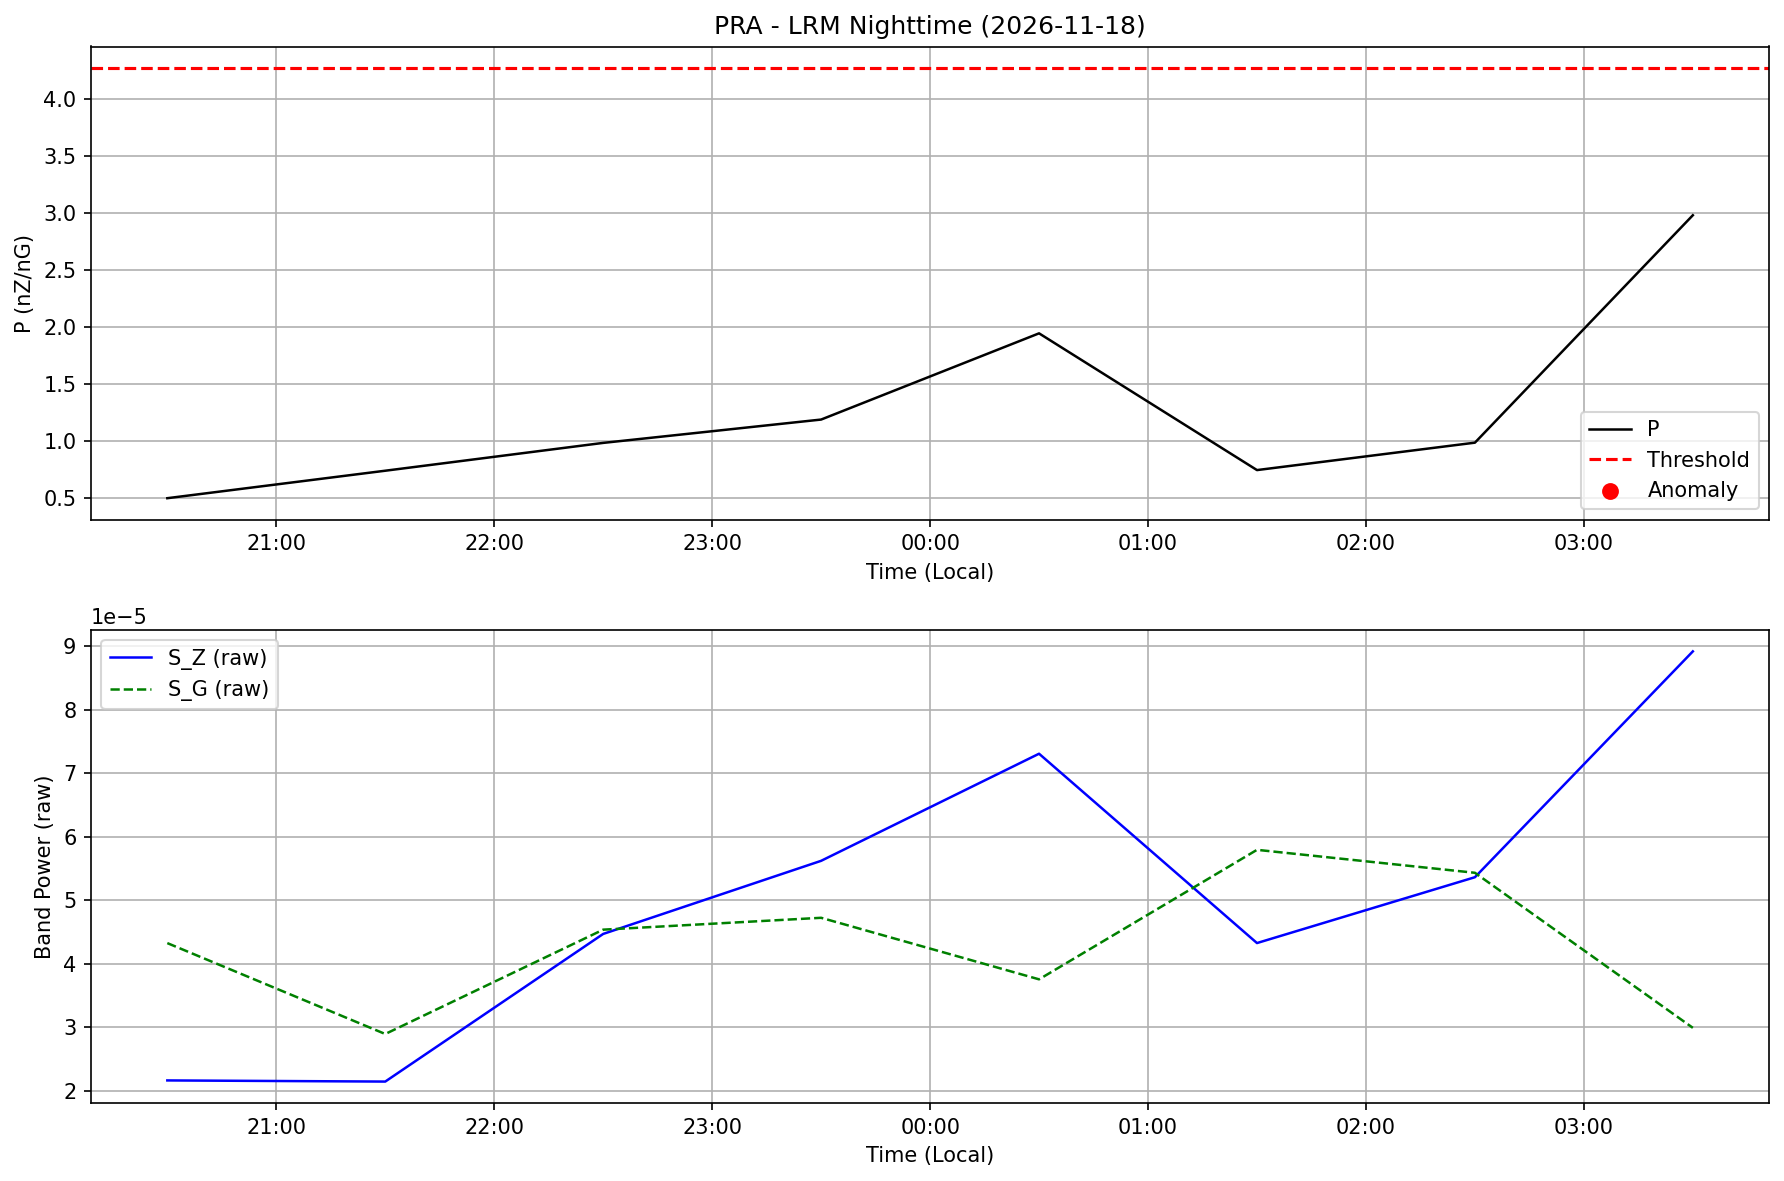 PRA - LRM Nighttime (2026-11-18)
P (nZ/nG)
4.0
3.5
3.0
2.5
2.0
1.5
1.0
0.5
P
Threshold
Anomaly
21:00 22:00 23:00 00:00 01:00 02:00 03:00
Time (Local)
1e−5
Band Power (raw)
9
8
7
6
5
4
3
2
S_Z (raw)
S_G (raw)
21:00 22:00 23:00 00:00 01:00 02:00 03:00
Time (Local)